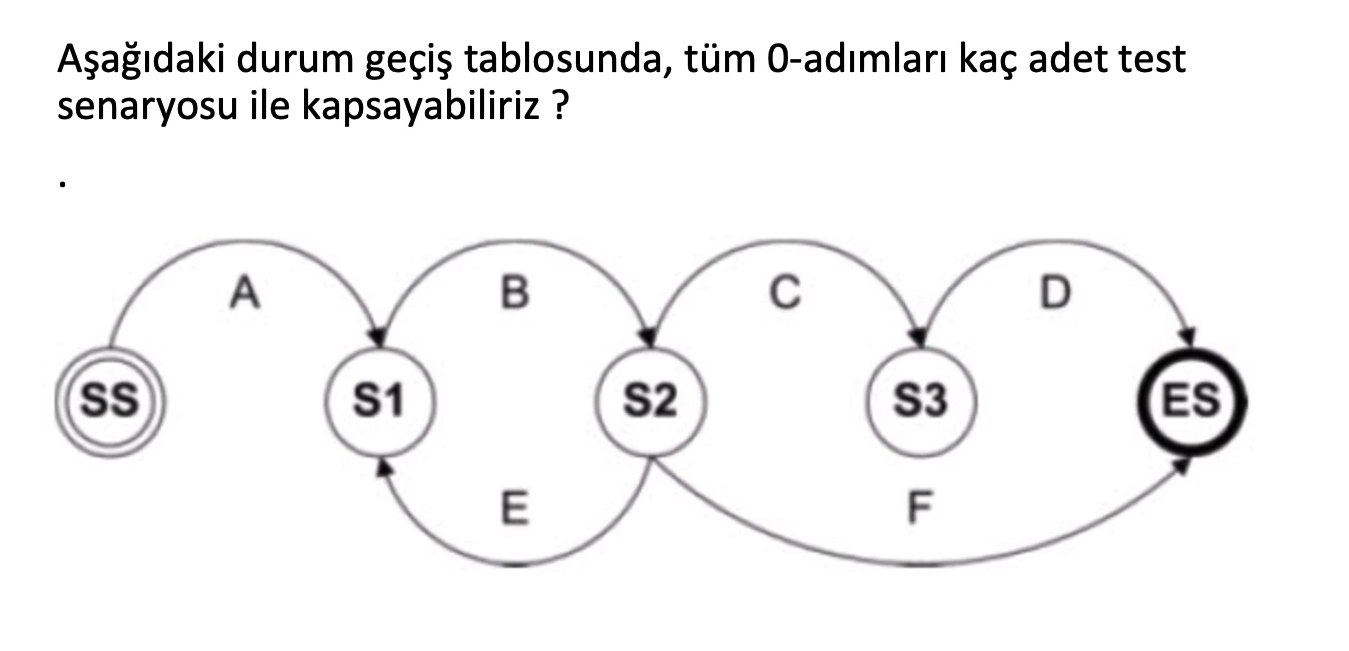 Aşağıdaki durum geçiş tablosunda, tüm 0-adımları kaç adet test
senaryosu ile kapsayabiliriz ?
.
A B C D
SS S1 S2 S3 ES
E F